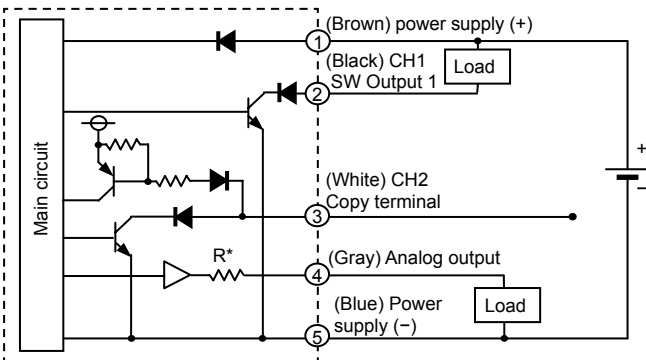 (Brown) power supply (+)
1
(Black) CH1
SW Output 1
Load
2
+
−
Main circuit
(White) CH2
Copy terminal
3
R*
(Gray) Analog output
4
(Blue) Power
supply (−)
Load
5